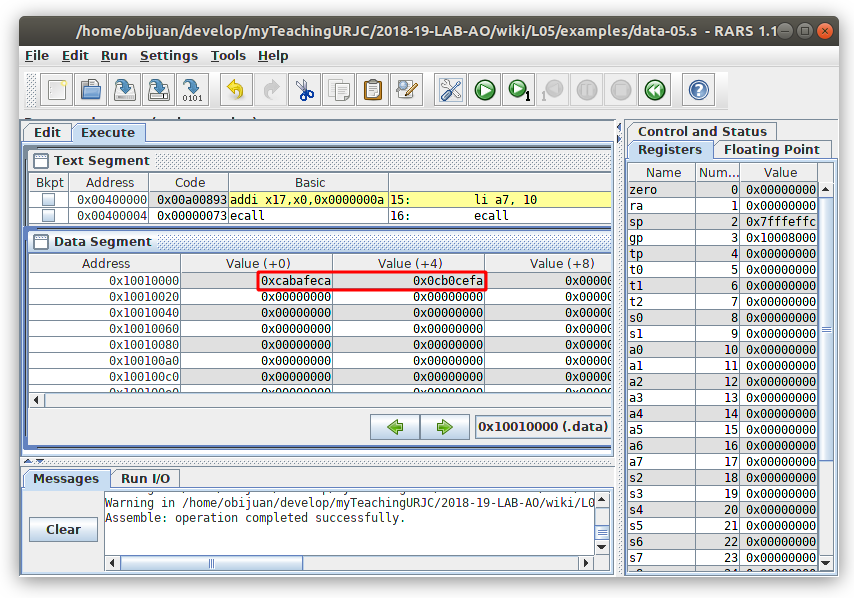 /home/obijuan/develop/myTeachingURJC/2018-19-LAB-AO/wiki/L05/examples/data-05.s - RARS 1.1
File Edit Run Settings Tools Help
Edit Execute
Text Segment
Bkpt Address Code Basic
0x00400000 0x00a00893 addi x17,x0,0x0000000a 15: li a7, 10
0x00400004 0x00000073 ecall 16: ecall
Data Segment
Address Value (+0) Value (+4) Value (+8)
0x10010000 0xcabafeca 0x0cb0cefa 0x0000
0x10010020 0x00000000 0x00000000 0x0000
0x10010040 0x00000000 0x00000000 0x0000
0x10010060 0x00000000 0x00000000 0x0000
0x10010080 0x00000000 0x00000000 0x0000
0x100100a0 0x00000000 0x00000000 0x0000
0x100100c0 0x00000000 0x00000000 0x0000
0x10010000 (.data)
Messages Run I/O
Clear
Warning in /home/obijuan/develop/myTeachingURJC/2018-19-LAB-AO/wiki/L0
Assemble: operation completed successfully.
Control and Status
Registers Floating Point
Name Num... Value
zero 0 0x00000000
ra 1 0x00000000
sp 2 0x7fffeffc
gp 3 0x10008000
tp 4 0x00000000
t0 5 0x00000000
t1 6 0x00000000
t2 7 0x00000000
s0 8 0x00000000
s1 9 0x00000000
a0 10 0x00000000
a1 11 0x00000000
a2 12 0x00000000
a3 13 0x00000000
a4 14 0x00000000
a5 15 0x00000000
a6 16 0x00000000
a7 17 0x00000000
s2 18 0x00000000
s3 19 0x00000000
s4 20 0x00000000
s5 21 0x00000000
s6 22 0x00000000
s7 23 0x00000000